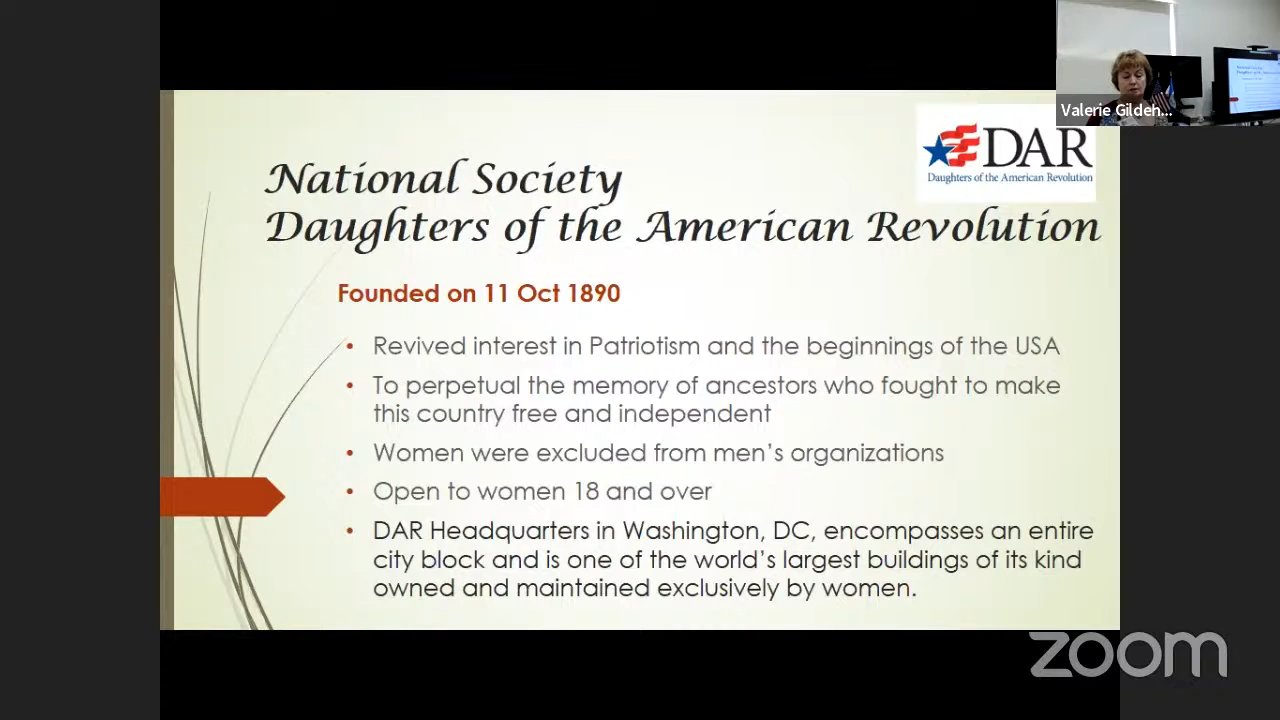 Valerie Gildeh...
DAR
Daughters of the American Revolution
National Society
Daughters of the American Revolution
Founded on 11 Oct 1890
• Revived interest in Patriotism and the beginnings of the USA
• To perpetual the memory of ancestors who fought to make
this country free and independent
• Women were excluded from men's organizations
• Open to women 18 and over
• DAR Headquarters in Washington, DC, encompasses an entire
city block and is one of the world's largest buildings of its kind
owned and maintained exclusively by women.
zoom